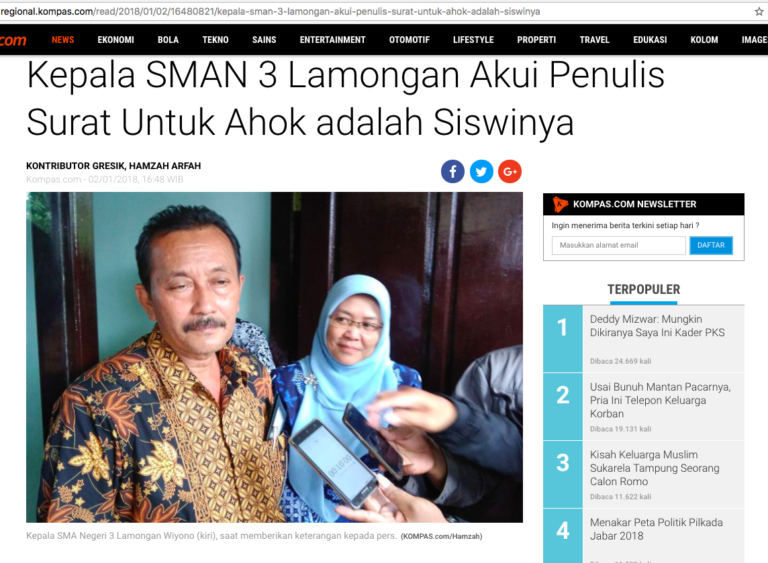 regional.kompas.com/read/2018/01/02/16480821/kepala-sman-3-lamongan-akui-penulis-surat-untuk-ahok-adalah-siswinya
com NEWS EKONOMI BOLA TEKNO SAINS ENTERTAINMENT OTOMOTIF LIFESTYLE PROPERTI TRAVEL EDUKASI KOLOM IMAGE
Kepala SMAN 3 Lamongan Akui Penulis
Surat Untuk Ahok adalah Siswinya
KONTRIBUTOR GRESIK, HAMZAH ARFAH
Kompas.com - 02/01/2018, 16:48 WIB
Kepala SMA Negeri 3 Lamongan Wiyono (kiri), saat memberikan keterangan kepada pers. (KOMPAS.com/Hamzah)
KOMPAS.COM NEWSLETTER
Ingin menerima berita terkini setiap hari ?
Masukkan alamat email DAFTAR
TERPOPULER
1 Deddy Mizwar: Mungkin
Dikiranya Saya Ini Kader PKS
Dibaca 24.669 kali
2 Usai Bunuh Mantan Pacarnya,
Pria Ini Telepon Keluarga
Korban
Dibaca 19.131 kali
3 Kisah Keluarga Muslim
Sukarela Tampung Seorang
Calon Romo
Dibaca 11.622 kali
4 Menakar Peta Politik Pilkada
Jabar 2018